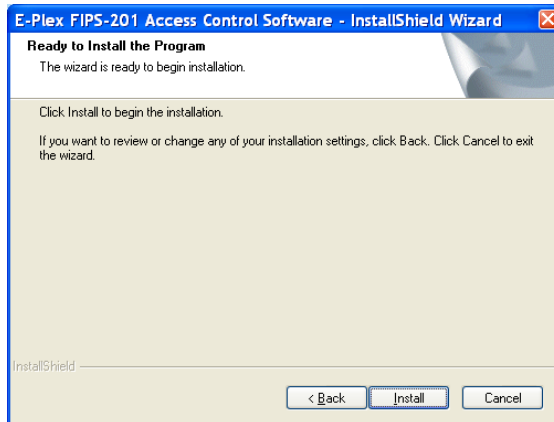 E-Plex FIPS-201 Access Control Software - InstallShield Wizard
Ready to Install the Program
The wizard is ready to begin installation.
Click Install to begin the installation.
If you want to review or change any of your installation settings, click Back. Click Cancel to exit
the wizard.
InstallShield
< Back Install Cancel